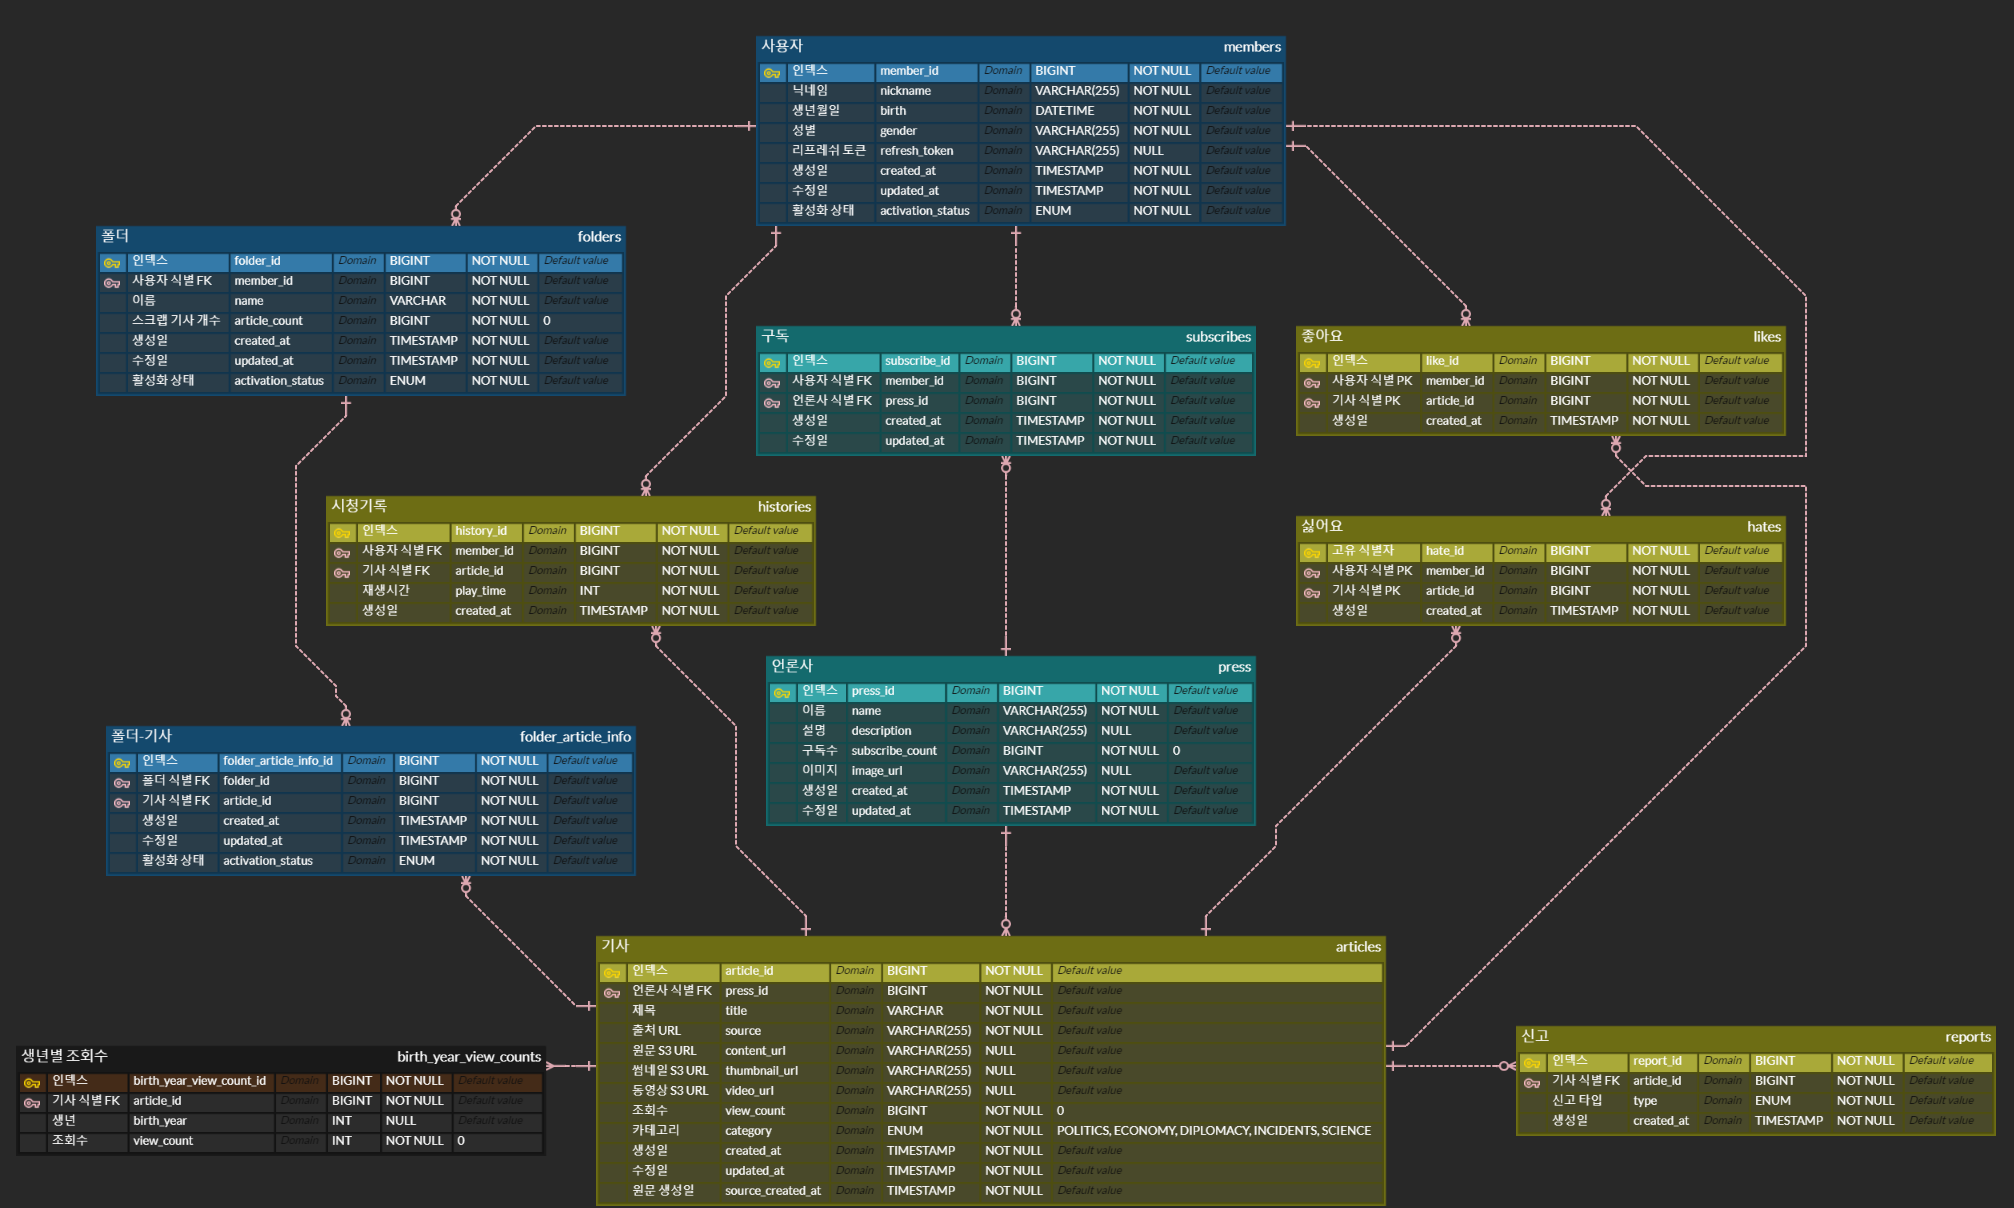 사용자 members
인덱스 member_id Domain BIGINT NOT NULL Default value
닉네임 nickname Domain VARCHAR(255) NOT NULL Default value
생년월일 birth Domain DATETIME NOT NULL Default value
성별 gender Domain VARCHAR(255) NOT NULL Default value
리프레쉬 토큰 refresh_token Domain VARCHAR(255) NULL Default value
생성일 created_at Domain TIMESTAMP NOT NULL Default value
수정일 updated_at Domain TIMESTAMP NOT NULL Default value
활성화 상태 activation_status Domain ENUM NOT NULL Default value
폴더 folders
인덱스 folder_id Domain BIGINT NOT NULL Default value
사용자 식별 FK member_id Domain BIGINT NOT NULL Default value
이름 name Domain VARCHAR NOT NULL Default value
스크랩 기사 개수 article_count Domain BIGINT NOT NULL 0
생성일 created_at Domain TIMESTAMP NOT NULL Default value
수정일 updated_at Domain TIMESTAMP NOT NULL Default value
활성화 상태 activation_status Domain ENUM NOT NULL Default value
구독 subscribes
인덱스 subscribe_id Domain BIGINT NOT NULL Default value
사용자 식별 FK member_id Domain BIGINT NOT NULL Default value
언론사 식별 FK press_id Domain BIGINT NOT NULL Default value
생성일 created_at Domain TIMESTAMP NOT NULL Default value
수정일 updated_at Domain TIMESTAMP NOT NULL Default value
좋아요 likes
인덱스 like_id Domain BIGINT NOT NULL Default value
사용자 식별 PK member_id Domain BIGINT NOT NULL Default value
기사 식별 PK article_id Domain BIGINT NOT NULL Default value
생성일 created_at Domain TIMESTAMP NOT NULL Default value
시청기록 histories
인덱스 history_id Domain BIGINT NOT NULL Default value
사용자 식별 FK member_id Domain BIGINT NOT NULL Default value
기사 식별 FK article_id Domain BIGINT NOT NULL Default value
재생시간 play_time Domain INT NOT NULL Default value
생성일 created_at Domain TIMESTAMP NOT NULL Default value
싫어요 hates
고유 식별자 hate_id Domain BIGINT NOT NULL Default value
사용자 식별 PK member_id Domain BIGINT NOT NULL Default value
기사 식별 PK article_id Domain BIGINT NOT NULL Default value
생성일 created_at Domain TIMESTAMP NOT NULL Default value
언론사 press
인덱스 press_id Domain BIGINT NOT NULL Default value
이름 name Domain VARCHAR(255) NOT NULL Default value
설명 description Domain VARCHAR(255) NULL Default value
구독수 subscribe_count Domain BIGINT NOT NULL 0
이미지 image_url Domain VARCHAR(255) NULL Default value
생성일 created_at Domain TIMESTAMP NOT NULL Default value
수정일 updated_at Domain TIMESTAMP NOT NULL Default value
폴더-기사 folder_article_info
인덱스 folder_article_info_id Domain BIGINT NOT NULL Default value
폴더 식별 FK folder_id Domain BIGINT NOT NULL Default value
기사 식별 FK article_id Domain BIGINT NOT NULL Default value
생성일 created_at Domain TIMESTAMP NOT NULL Default value
수정일 updated_at Domain TIMESTAMP NOT NULL Default value
활성화 상태 activation_status Domain ENUM NOT NULL Default value
기사 articles
인덱스 article_id Domain BIGINT NOT NULL Default value
언론사 식별 FK press_id Domain BIGINT NOT NULL Default value
제목 title Domain VARCHAR NOT NULL Default value
출처 URL source Domain VARCHAR(255) NOT NULL Default value
원문 S3 URL content_url Domain VARCHAR(255) NULL Default value
썸네일 S3 URL thumbnail_url Domain VARCHAR(255) NULL Default value
동영상 S3 URL video_url Domain VARCHAR(255) NULL Default value
조회수 view_count Domain BIGINT NOT NULL 0
카테고리 category Domain ENUM NOT NULL POLITICS, ECONOMY, DIPLOMACY, INCIDENTS, SCIENCE
생성일 created_at Domain TIMESTAMP NOT NULL Default value
수정일 updated_at Domain TIMESTAMP NOT NULL Default value
원문 생성일 source_created_at Domain TIMESTAMP NOT NULL Default value
생년별 조회수 birth_year_view_counts
인덱스 birth_year_view_count_id Domain BIGINT NOT NULL Default value
기사 식별 FK article_id Domain BIGINT NOT NULL Default value
생년 birth_year Domain INT NULL Default value
조회수 view_count Domain INT NOT NULL 0
신고 reports
인덱스 report_id Domain BIGINT NOT NULL Default value
기사 식별 FK article_id Domain BIGINT NOT NULL Default value
신고 타입 type Domain ENUM NOT NULL Default value
생성일 created_at Domain TIMESTAMP NOT NULL Default value